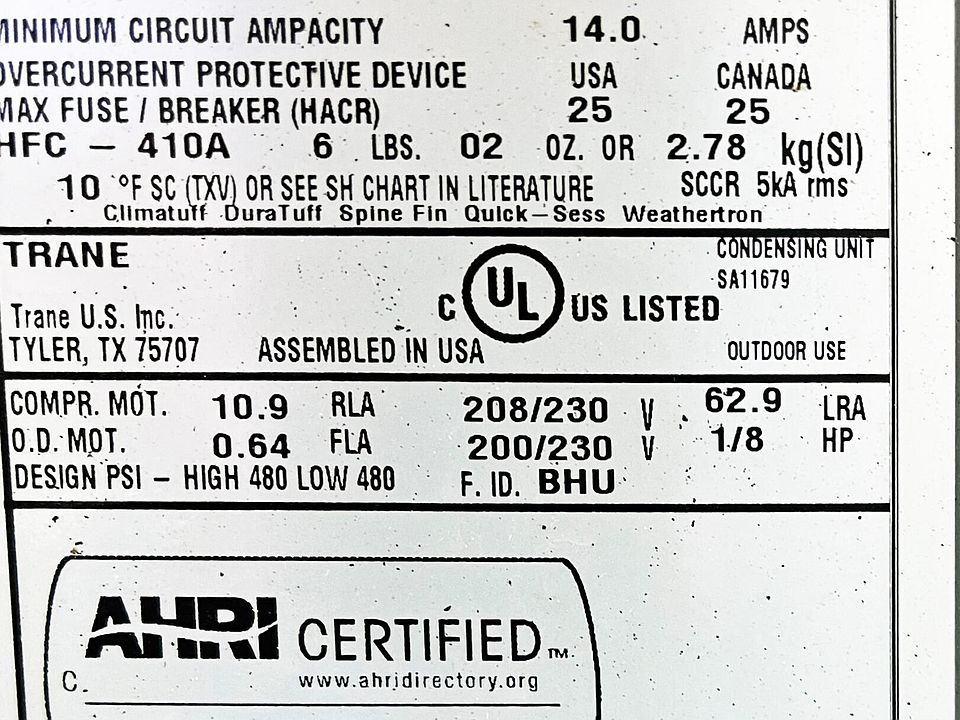 MINIMUM CIRCUIT AMPACITY 14.0 AMPS
OVERCURRENT PROTECTIVE DEVICE USA CANADA
MAX FUSE / BREAKER (HACR) 25 25
HFC – 410A 6 LBS. 02 OZ. OR 2.78 kg(SI)
10 °F SC (TXV) OR SEE SH CHART IN LITERATURE SCCR 5kA rms
Climatuff DuraTuff Spine Fin Quick–Sess Weathertron
TRANE CONDENSING UNIT
SA11679
C UL US LISTED
Trane U.S. Inc.
TYLER, TX 75707 ASSEMBLED IN USA OUTDOOR USE
COMPR. MOT. 10.9 RLA 208/230 V 62.9 LRA
O.D. MOT. 0.64 FLA 200/230 V 1/8 HP
DESIGN PSI – HIGH 480 LOW 480 F. ID. BHU
AHRI CERTIFIED™
www.ahridirectory.org